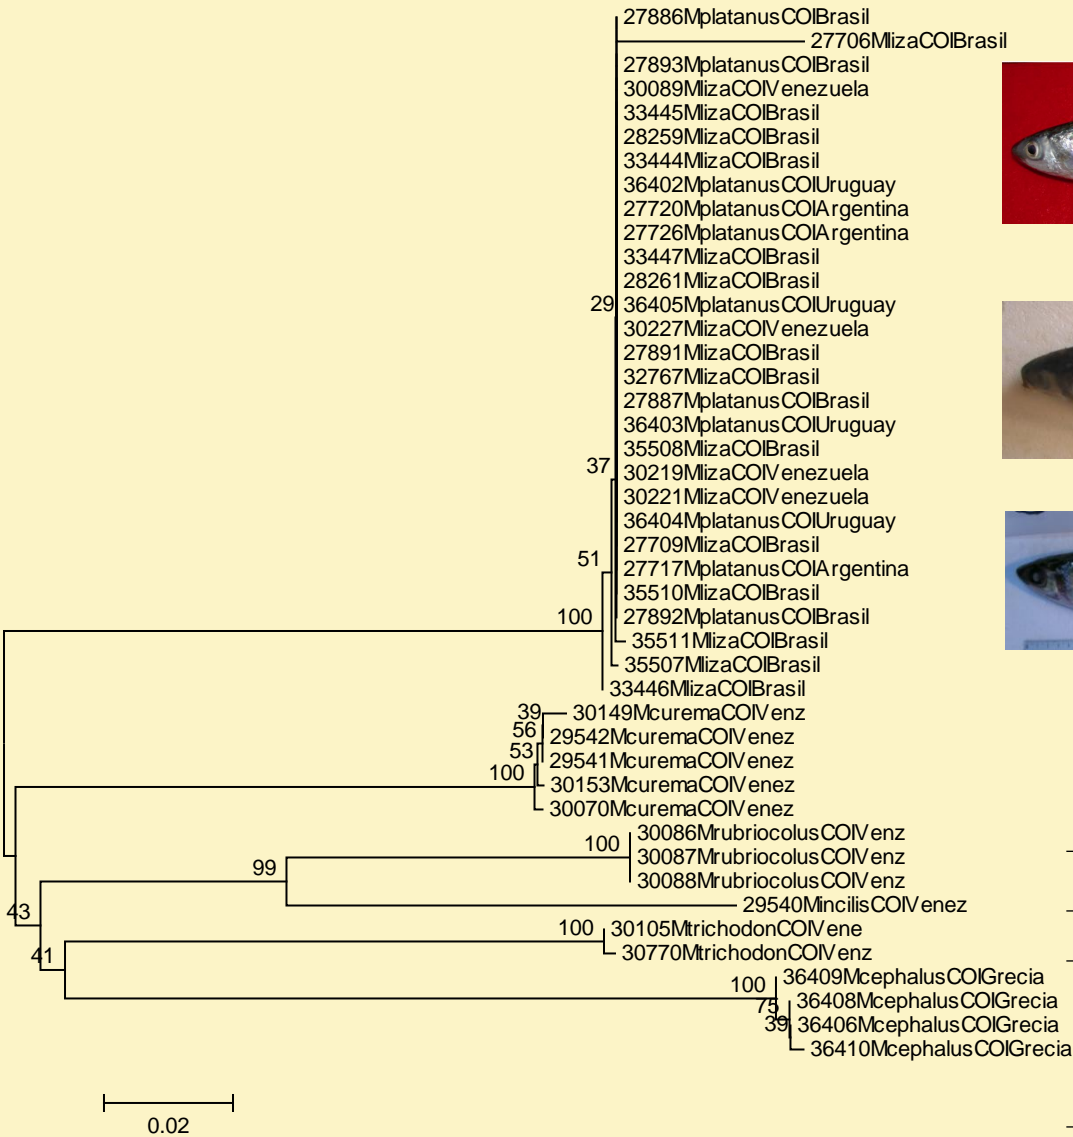 27886MplatanusCOIBrasil
27706MlizaCOIBrasil
27893MplatanusCOIBrasil
30089MlizaCOIVenezuela
33445MlizaCOIBrasil
28259MlizaCOIBrasil
33444MlizaCOIBrasil
36402MplatanusCOIUruguay
27720MplatanusCOIArgentina
27726MplatanusCOIArgentina
33447MlizaCOIBrasil
28261MlizaCOIBrasil
29 36405MplatanusCOIUruguay
30227MlizaCOIVenezuela
27891MlizaCOIBrasil
32767MlizaCOIBrasil
27887MplatanusCOIBrasil
36403MplatanusCOIUruguay
35508MlizaCOIBrasil
37 30219MlizaCOIVenezuela
30221MlizaCOIVenezuela
36404MplatanusCOIUruguay
27709MlizaCOIBrasil
51 27717MplatanusCOIArgentina
35510MlizaCOIBrasil
100 27892MplatanusCOIBrasil
35511MlizaCOIBrasil
35507MlizaCOIBrasil
33446MlizaCOIBrasil
39 30149McuremaCOIVenz
56 29542McuremaCOIVenez
53 29541McuremaCOIVenez
100 30153McuremaCOIVenez
30070McuremaCOIVenez
30086MrubriocolusCOIVenz
100 30087MrubriocolusCOIVenz
99 30088MrubriocolusCOIVenz
29540MincilisCOIVenez
43 100 30105MtrichodonCOIVene
41 30770MtrichodonCOIVenz
36409McephalusCOIGrecia
100 36408McephalusCOIGrecia
75
39 36406McephalusCOIGrecia
36410McephalusCOIGrecia
0.02